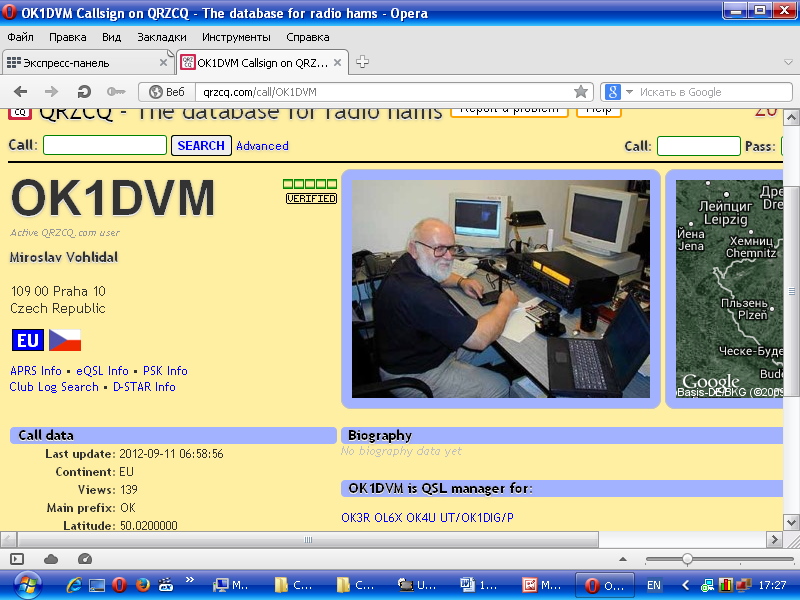 OK1DVM Callsign on QRZCQ - The database for radio hams - Opera
Файл Правка Вид Закладки Инструменты Справка
Экспресс-панель
OK1DVM Callsign on QRZ...
Веб
qrzcq.com/call/OK1DVM
Искать в Google
QRZCQ - The database for radio hams
Report a problem
Help
Call:
SEARCH
Advanced
Call:
Pass:
OK1DVM
VERIFIED
Active QRZCQ.com user
Miroslav Vohlidal
109 00 Praha 10
Czech Republic
EU
APRS Info • eQSL Info • PSK Info
Club Log Search • D-STAR Info
Лейпциг
Leipzig
Дре
Dre
Йена
Jena
Хемниц
Chemnitz
Пльзень
Plzeň
Ческе-Буде
Bud
Google
Basis-DE/BKG (©2009
Call data
Last update: 2012-09-11 06:58:56
Continent: EU
Views: 139
Main prefix: OK
Latitude: 50.0200000
Biography
No biography data yet
OK1DVM is QSL manager for:
OK3R OL6X OK4U UT/OK1DIG/P
M...
C...
C...
U...
1...
M...
O...
EN
17:27